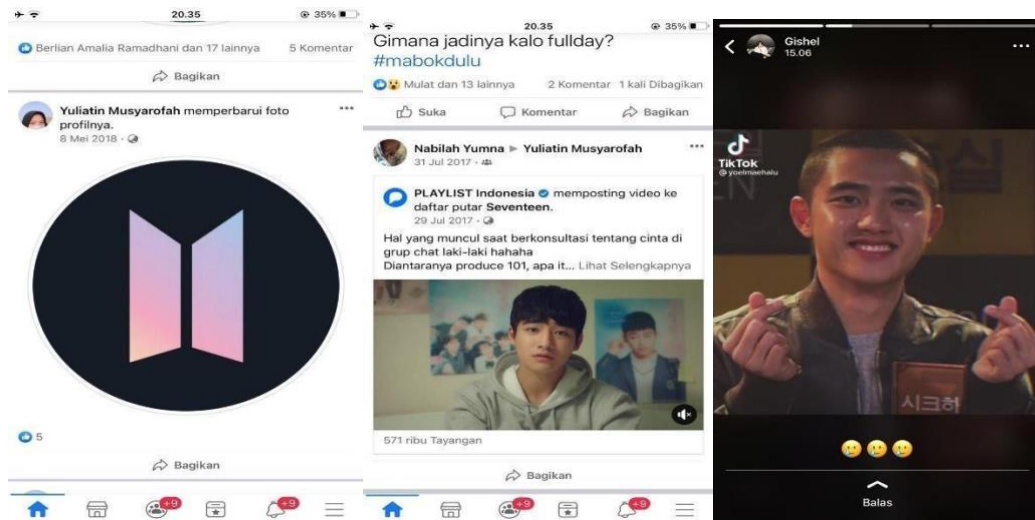 20.35
35%
Berlian Amalia Ramadhani dan 17 lainnya
5 Komentar
Bagikan
Yuliatin Musyarofah memperbarui foto
profilnya.
8 Mei 2018
5
Bagikan
+9
+9
20.35
35%
Gimana jadinya kalo fullday?
#mabokdulu
Mulat dan 13 lainnya
2 Komentar 1 kali Dibagikan
Suka
Komentar
Bagikan
Nabilah Yumna ▸ Yuliatin Musyarofah
31 Jul 2017
PLAYLIST Indonesia memposting video ke
daftar putar Seventeen.
29 Jul 2017
Hal yang muncul saat berkonsultasi tentang cinta di
grup chat laki-laki hahaha
Diantaranya produce 101, apa it... Lihat Selengkapnya
571 ribu Tayangan
Bagikan
+9
+9
Gishel
15.06
TikTok
@yoelmaehalu
시크허
Balas